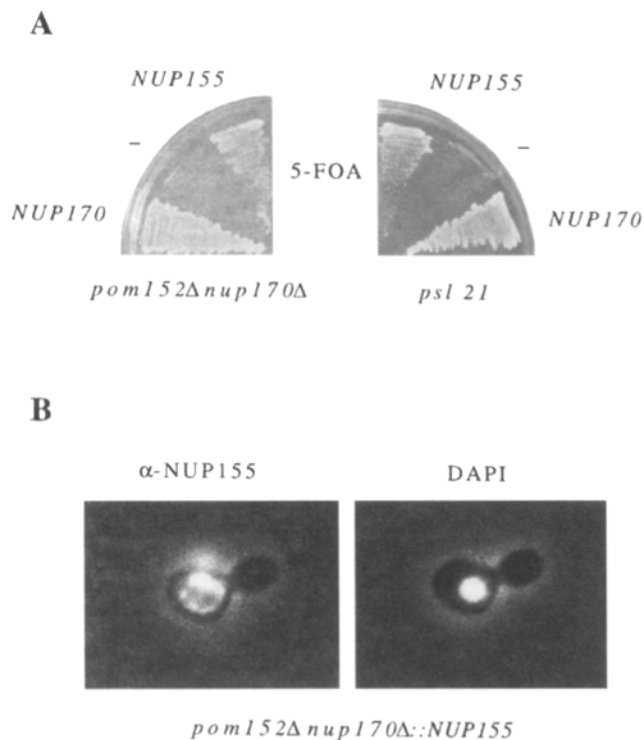 A
NUP155
NUP155
–
–
5-FOA
NUP170
NUP170
pom152Δnup170Δ
psl 21
B
α-NUP155
DAPI
pom152Δnup170Δ::NUP155